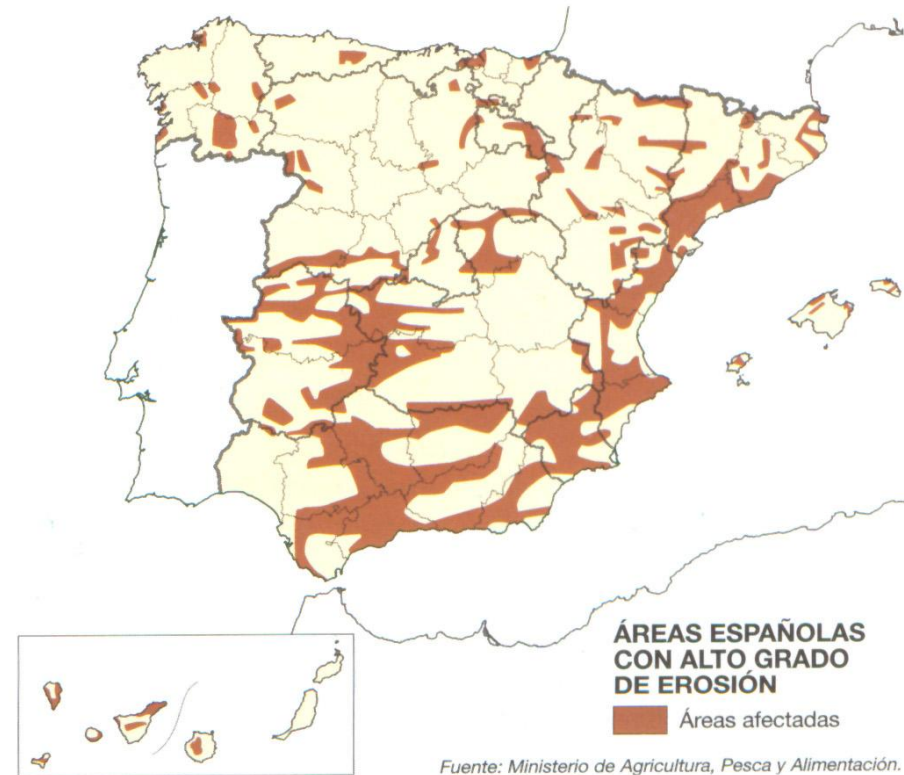 ÁREAS ESPAÑOLAS
CON ALTO GRADO
DE EROSIÓN
Áreas afectadas
Fuente: Ministerio de Agricultura, Pesca y Alimentación.